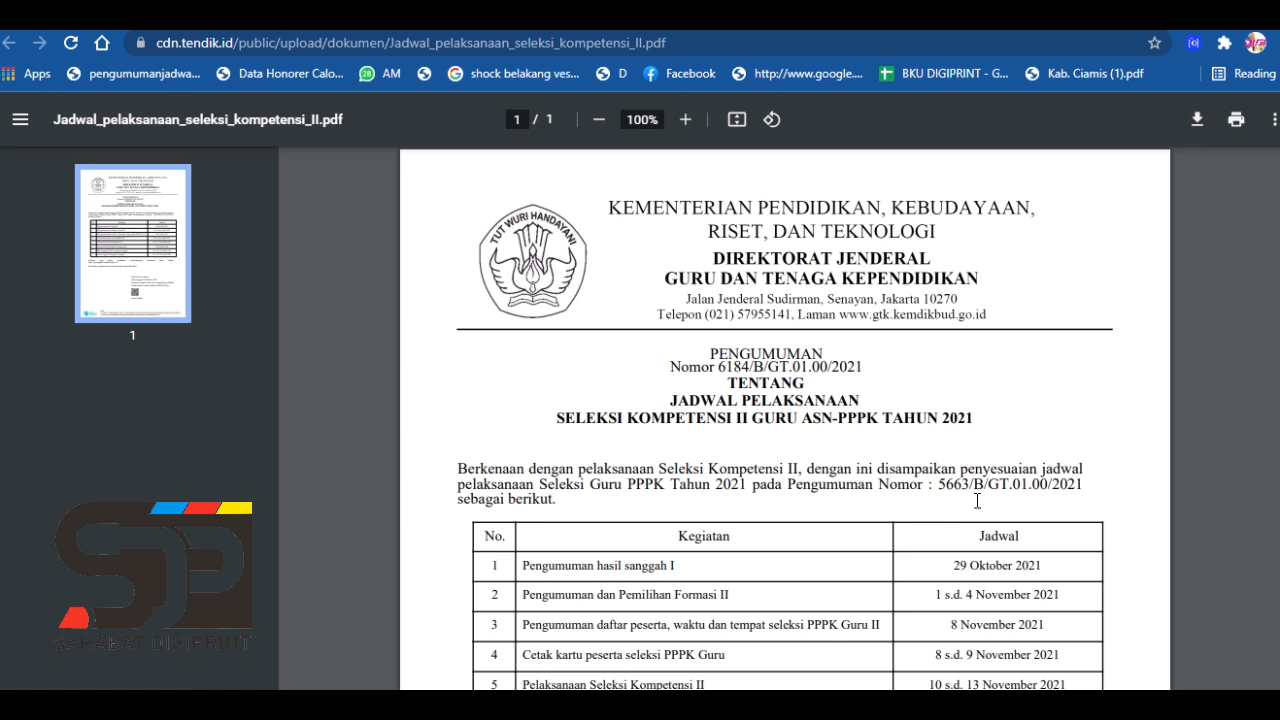 cdn.tendik.id/public/upload/dokumen/Jadwal_pelaksanaan_seleksi_kompetensi_II.pdf
Apps
pengumumanjadwa...
Data Honorer Calo...
28
AM
shock belakang ves...
D
Facebook
http://www.google....
BKU DIGIPRINT - G...
Kab. Ciamis (1).pdf
Reading
Jadwal_pelaksanaan_seleksi_kompetensi_II.pdf
1 / 1
100%
1
TUT WURI HANDAYANI
KEMENTERIAN PENDIDIKAN, KEBUDAYAAN,
RISET, DAN TEKNOLOGI
DIREKTORAT JENDERAL
GURU DAN TENAGA KEPENDIDIKAN
Jalan Jenderal Sudirman, Senayan, Jakarta 10270
Telepon (021) 57955141, Laman www.gtk.kemdikbud.go.id
PENGUMUMAN
Nomor 6184/B/GT.01.00/2021
TENTANG
JADWAL PELAKSANAAN
SELEKSI KOMPETENSI II GURU ASN-PPPK TAHUN 2021
Berkenaan dengan pelaksanaan Seleksi Kompetensi II, dengan ini disampaikan penyesuaian jadwal
pelaksanaan Seleksi Guru PPPK Tahun 2021 pada Pengumuman Nomor : 5663/B/GT.01.00/2021
sebagai berikut.
No. Kegiatan Jadwal
1 Pengumuman hasil sanggah I 29 Oktober 2021
2 Pengumuman dan Pemilihan Formasi II 1 s.d. 4 November 2021
3 Pengumuman daftar peserta, waktu dan tempat seleksi PPPK Guru II 8 November 2021
4 Cetak kartu peserta seleksi PPPK Guru 8 s.d. 9 November 2021
5 Pelaksanaan Seleksi Kompetensi II 10 s.d. 13 November 2021
SAHABAT DIGIPRINT